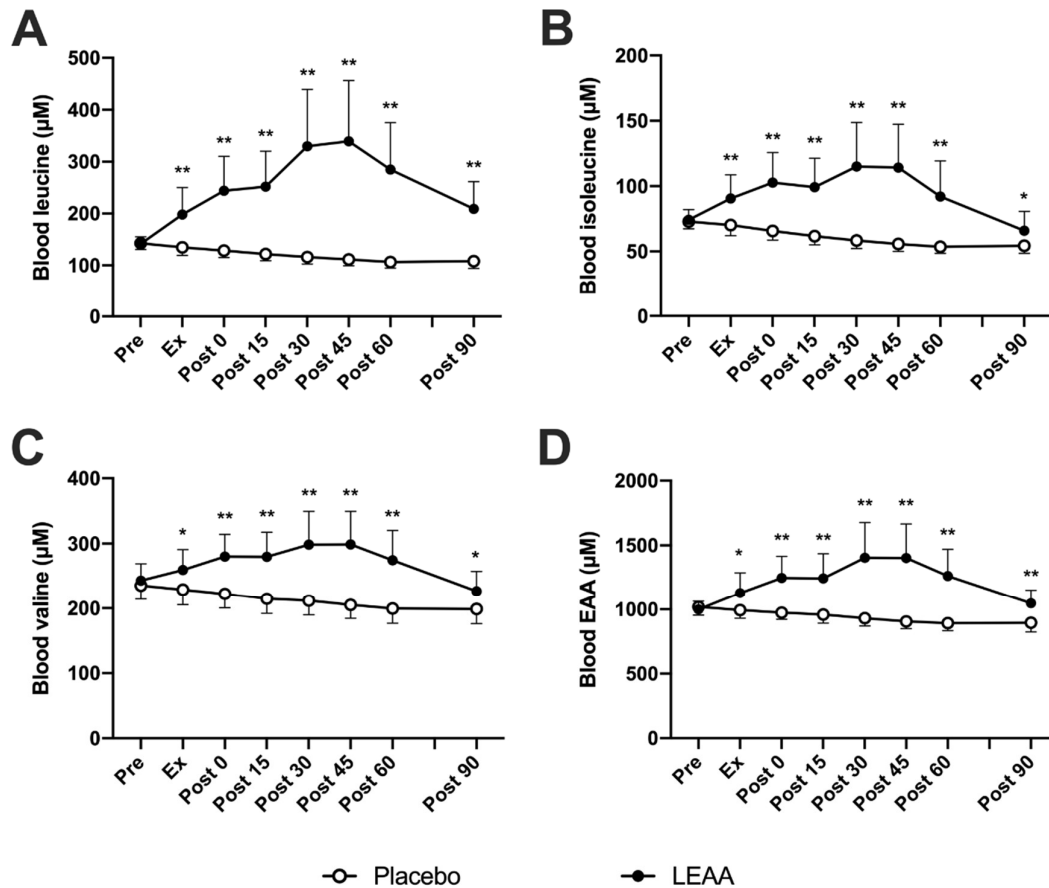 A
Blood leucine (µM)
500
400
300
200
100
0
** ** ** ** ** ** **
Pre Ex Post 0 Post 15 Post 30 Post 45 Post 60 Post 90
B
Blood isoleucine (µM)
200
150
100
50
0
** ** ** ** ** ** *
Pre Ex Post 0 Post 15 Post 30 Post 45 Post 60 Post 90
C
Blood valine (µM)
400
300
200
100
0
* ** ** ** ** ** *
Pre Ex Post 0 Post 15 Post 30 Post 45 Post 60 Post 90
D
Blood EAA (µM)
2000
1500
1000
500
0
* ** ** ** ** ** **
Pre Ex Post 0 Post 15 Post 30 Post 45 Post 60 Post 90
Placebo LEAA